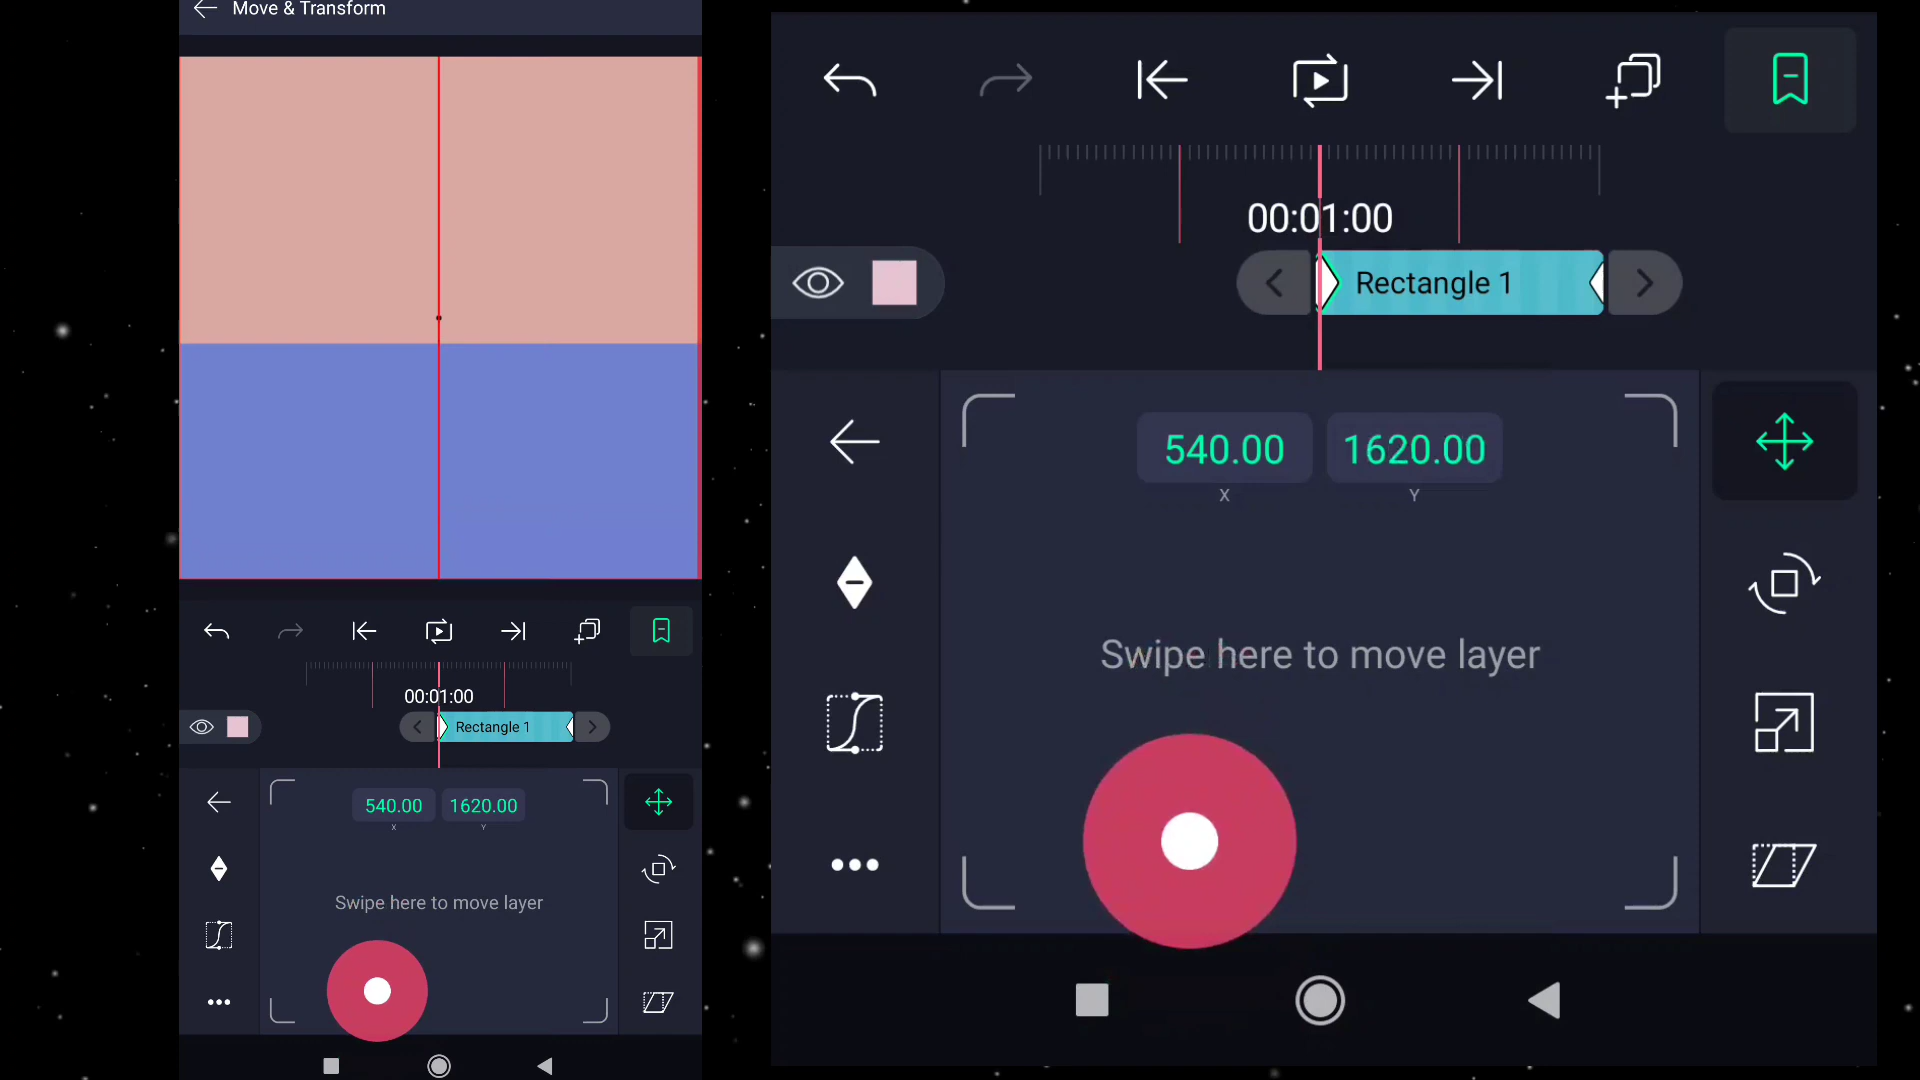 Move & Transform
00:01:00
Rectangle 1
540.00 1620.00
X Y
Swipe here to move layer
00:01:00
Rectangle 1
540.00 1620.00
X Y
Swipe here to move layer